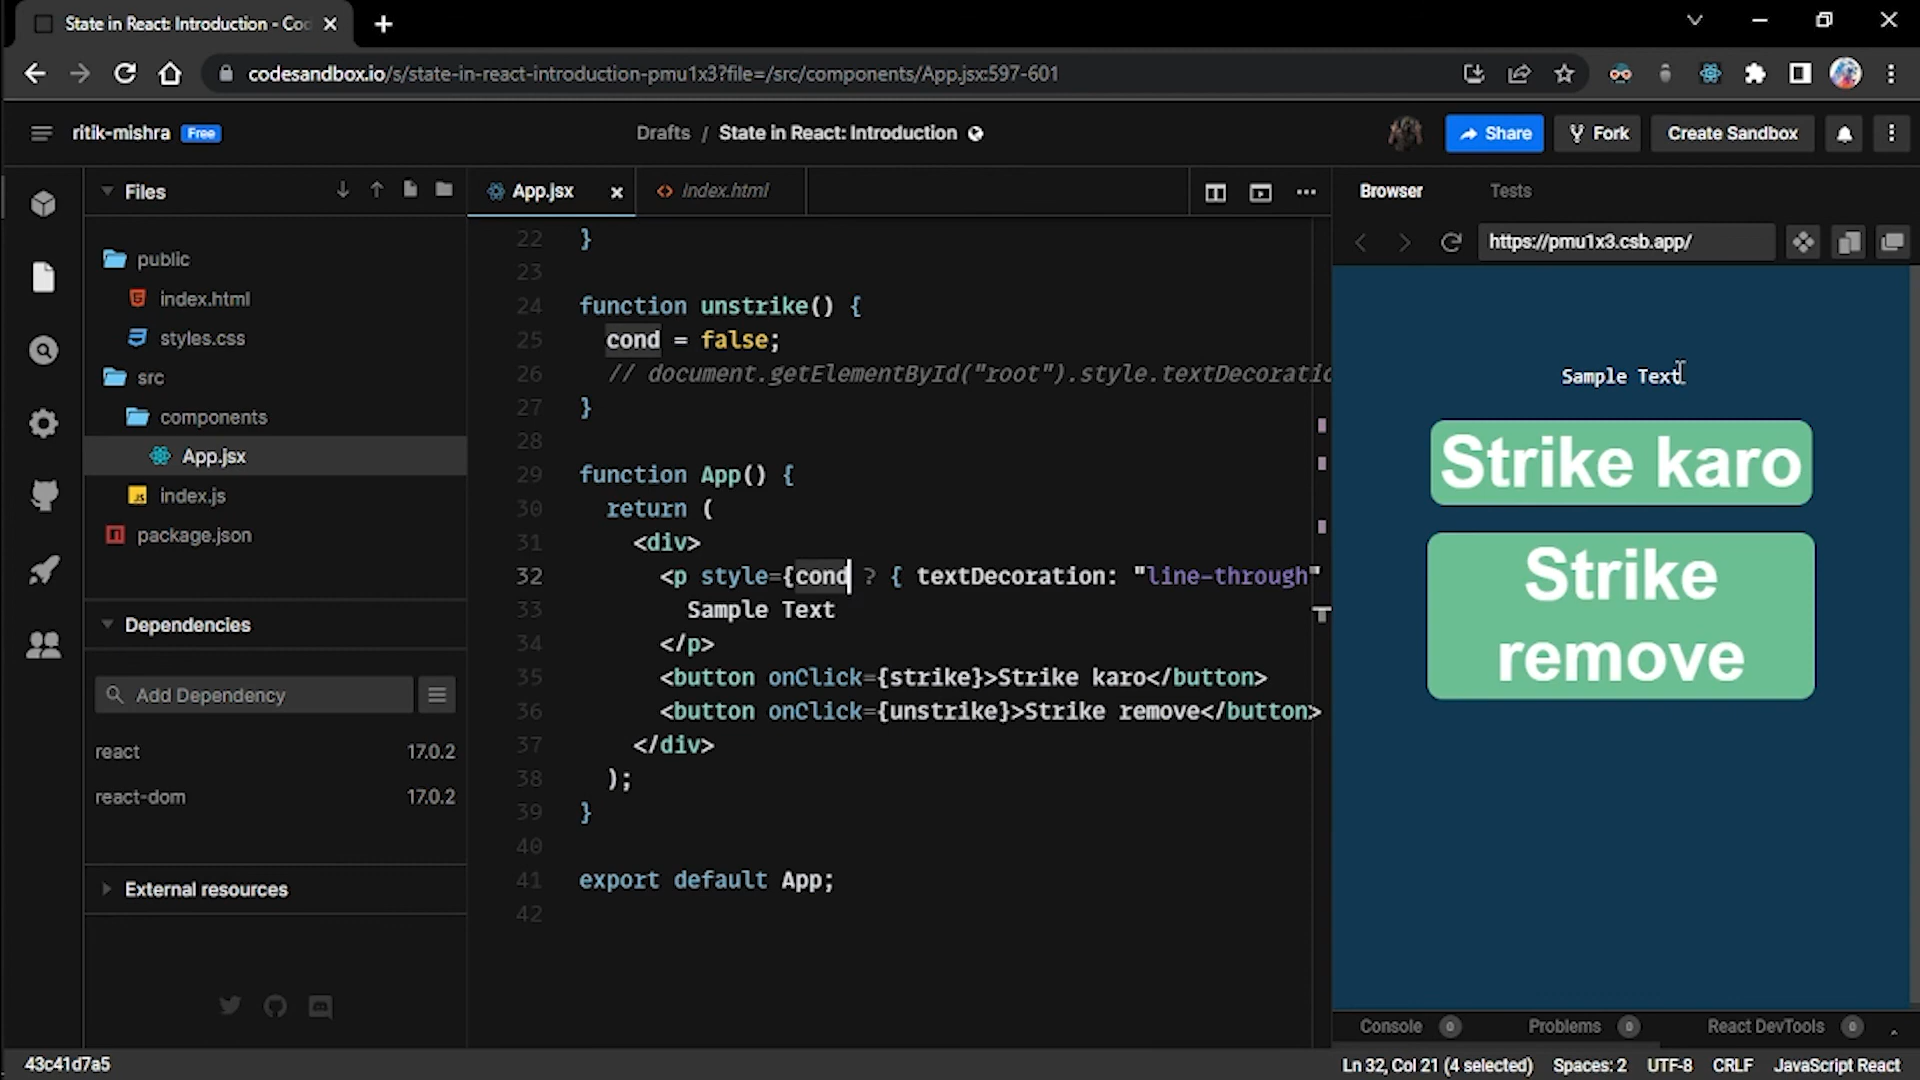 State in React: Introduction - Co
codesandbox.io/s/state-in-react-introduction-pmu1x3?file=/src/components/App.jsx:597-601
ritik-mishra Free
Drafts / State in React: Introduction
Share
Fork
Create Sandbox
Files
App.jsx
Index.html
Browser
Tests
https://pmu1x3.csb.app/
public
index.html
styles.css
src
components
App.jsx
index.js
package.json
Dependencies
Add Dependency
react 17.0.2
react-dom 17.0.2
External resources
22 }
23
24 function unstrike() {
25 cond = false;
26 // document.getElementById("root").style.textDecoratio
27 }
28
29 function App() {
30 return (
31 <div>
32 <p style={cond ? { textDecoration: "line-through"
33 Sample Text
34 </p>
35 <button onClick={strike}>Strike karo</button>
36 <button onClick={unstrike}>Strike remove</button>
37 </div>
38 );
39 }
40
41 export default App;
42
Sample Text
Strike karo
Strike
remove
Console 0
Problems 0
React DevTools 0
43c41d7a5
Ln 32, Col 21 (4 selected) Spaces: 2 UTF-8 CRLF JavaScript React